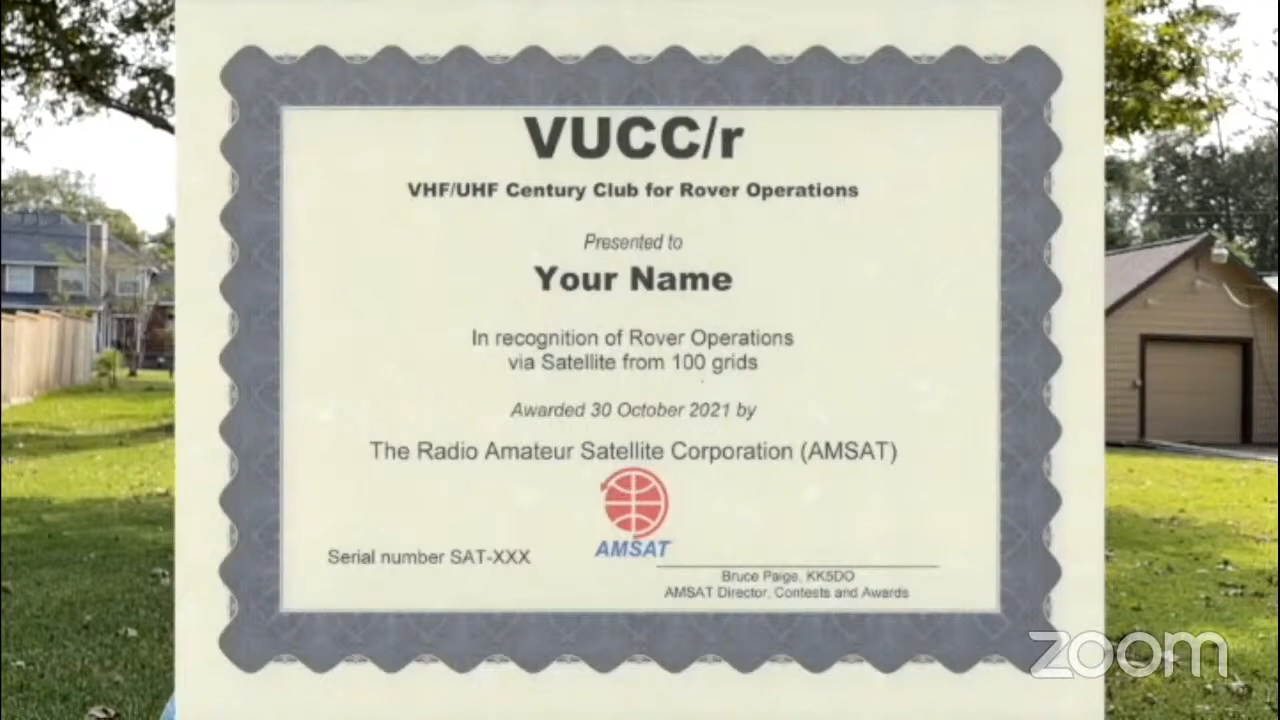 VUCC/r
VHF/UHF Century Club for Rover Operations
Presented to
Your Name
In recognition of Rover Operations
via Satellite from 100 grids
Awarded 30 October 2021 by
The Radio Amateur Satellite Corporation (AMSAT)
AMSAT
Serial number SAT-XXX
Bruce Paige, KK5DO
AMSAT Director, Contests and Awards
zoom